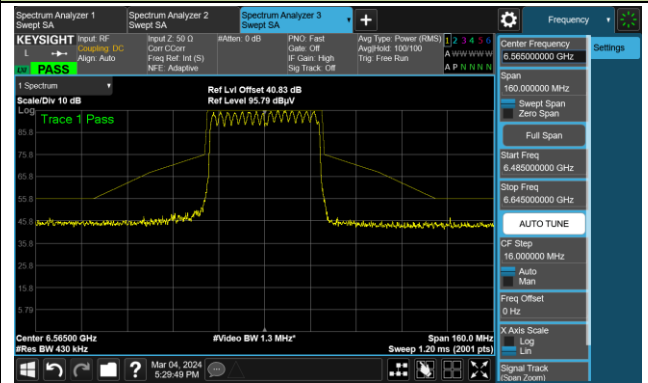 Spectrum Analyzer 1
Swept SA
Spectrum Analyzer 2
Swept SA
Spectrum Analyzer 3
Swept SA
+
Frequency
KEYSIGHT
L
LNI PASS
Input: RF
Coupling: DC
Align: Auto
Input Z: 50 Ω
Corr CCorr
Freq Ref: Int (S)
NFE: Adaptive
#Atten: 0 dB
PNO: Fast
Gate: Off
IF Gain: High
Sig Track: Off
Avg Type: Power (RMS)
Avg|Hold: 100/100
Trig: Free Run
1 2 3 4 5 6
A W W W W W
A P N N N N
Center Frequency
6.565000000 GHz
Settings
Span
160.000000 MHz
Swept Span
Zero Span
Full Span
Start Freq
6.485000000 GHz
Stop Freq
6.645000000 GHz
AUTO TUNE
CF Step
16.000000 MHz
Auto
Man
Freq Offset
0 Hz
X Axis Scale
Log
Lin
Signal Track
(Span Zoom)
1 Spectrum
Scale/Div 10 dB
Ref Lvl Offset 40.83 dB
Ref Level 95.79 dBµV
Log
Trace 1 Pass
85.8
75.8
65.8
55.8
45.8
35.8
25.8
15.8
5.79
Center 6.56500 GHz
#Res BW 430 kHz
#Video BW 1.3 MHz*
Span 160.0 MHz
Sweep 1.20 ms (2001 pts)
?
Mar 04, 2024
5:29:49 PM